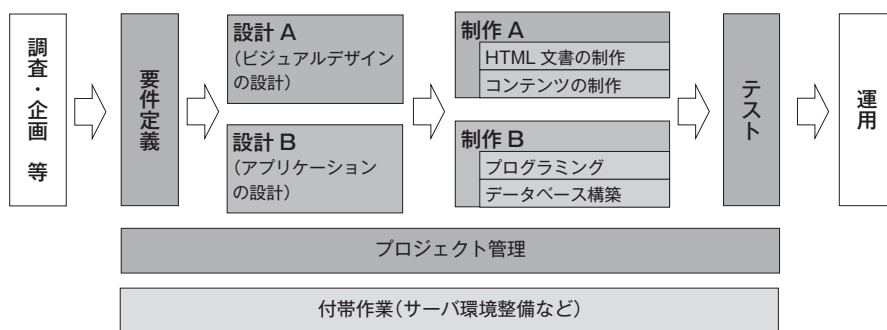 調査・企画 等
要件定義
設計 A
(ビジュアルデザイン
の設計)
設計 B
(アプリケーション
の設計)
制作 A
HTML 文書の制作
コンテンツの制作
制作 B
プログラミング
データベース構築
テスト
運用
プロジェクト管理
付帯作業(サーバ環境整備など)